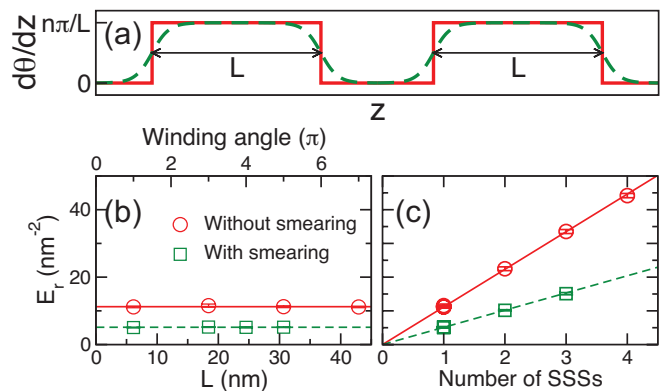 nπ/L
(a)
dθ/dz
L
L
0
z
Winding angle (π)
0 2 4 6
(b)
(c)
Without smearing
With smearing
E_r (nm⁻²)
40
20
0
0 10 20 30 40
L (nm)
0 1 2 3 4
Number of SSSs